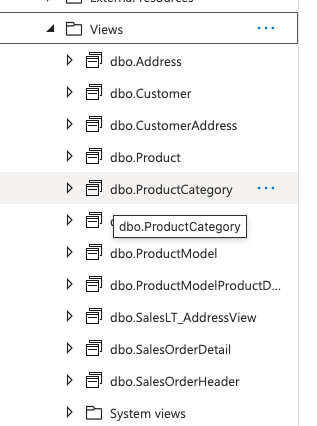 External resources
Views
dbo.Address
dbo.Customer
dbo.CustomerAddress
dbo.Product
dbo.ProductCategory
dbo.ProductCategory
dbo.ProductModel
dbo.ProductModelProductD...
dbo.SalesLT_AddressView
dbo.SalesOrderDetail
dbo.SalesOrderHeader
System views